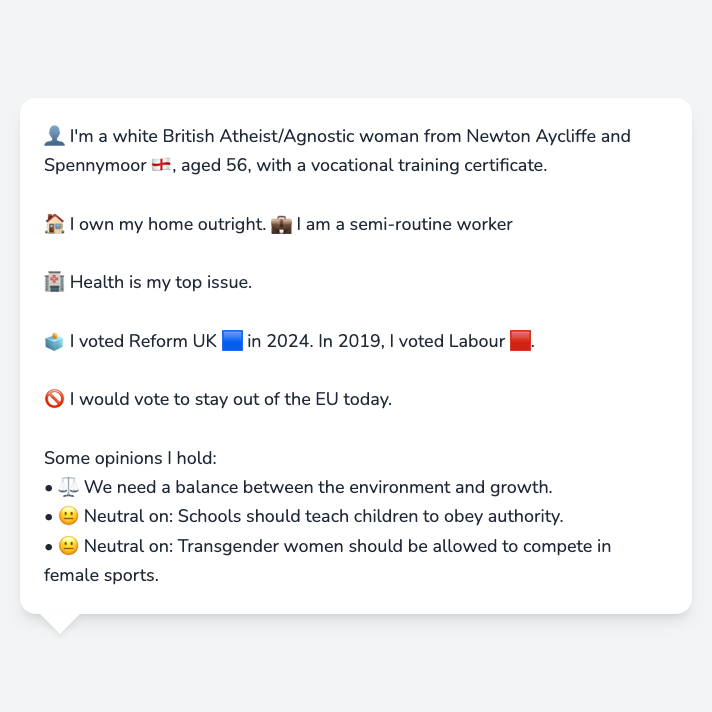 👤 I'm a white British Atheist/Agnostic woman from Newton Aycliffe and
Spennymoor 🏴󠁧󠁢󠁥󠁮󠁧󠁿, aged 56, with a vocational training certificate.
🏠 I own my home outright. 💼 I am a semi-routine worker
🏥 Health is my top issue.
🗳️ I voted Reform UK 🟦 in 2024. In 2019, I voted Labour 🟥.
🚫 I would vote to stay out of the EU today.
Some opinions I hold:
• ⚖️ We need a balance between the environment and growth.
• 😐 Neutral on: Schools should teach children to obey authority.
• 😐 Neutral on: Transgender women should be allowed to compete in
female sports.